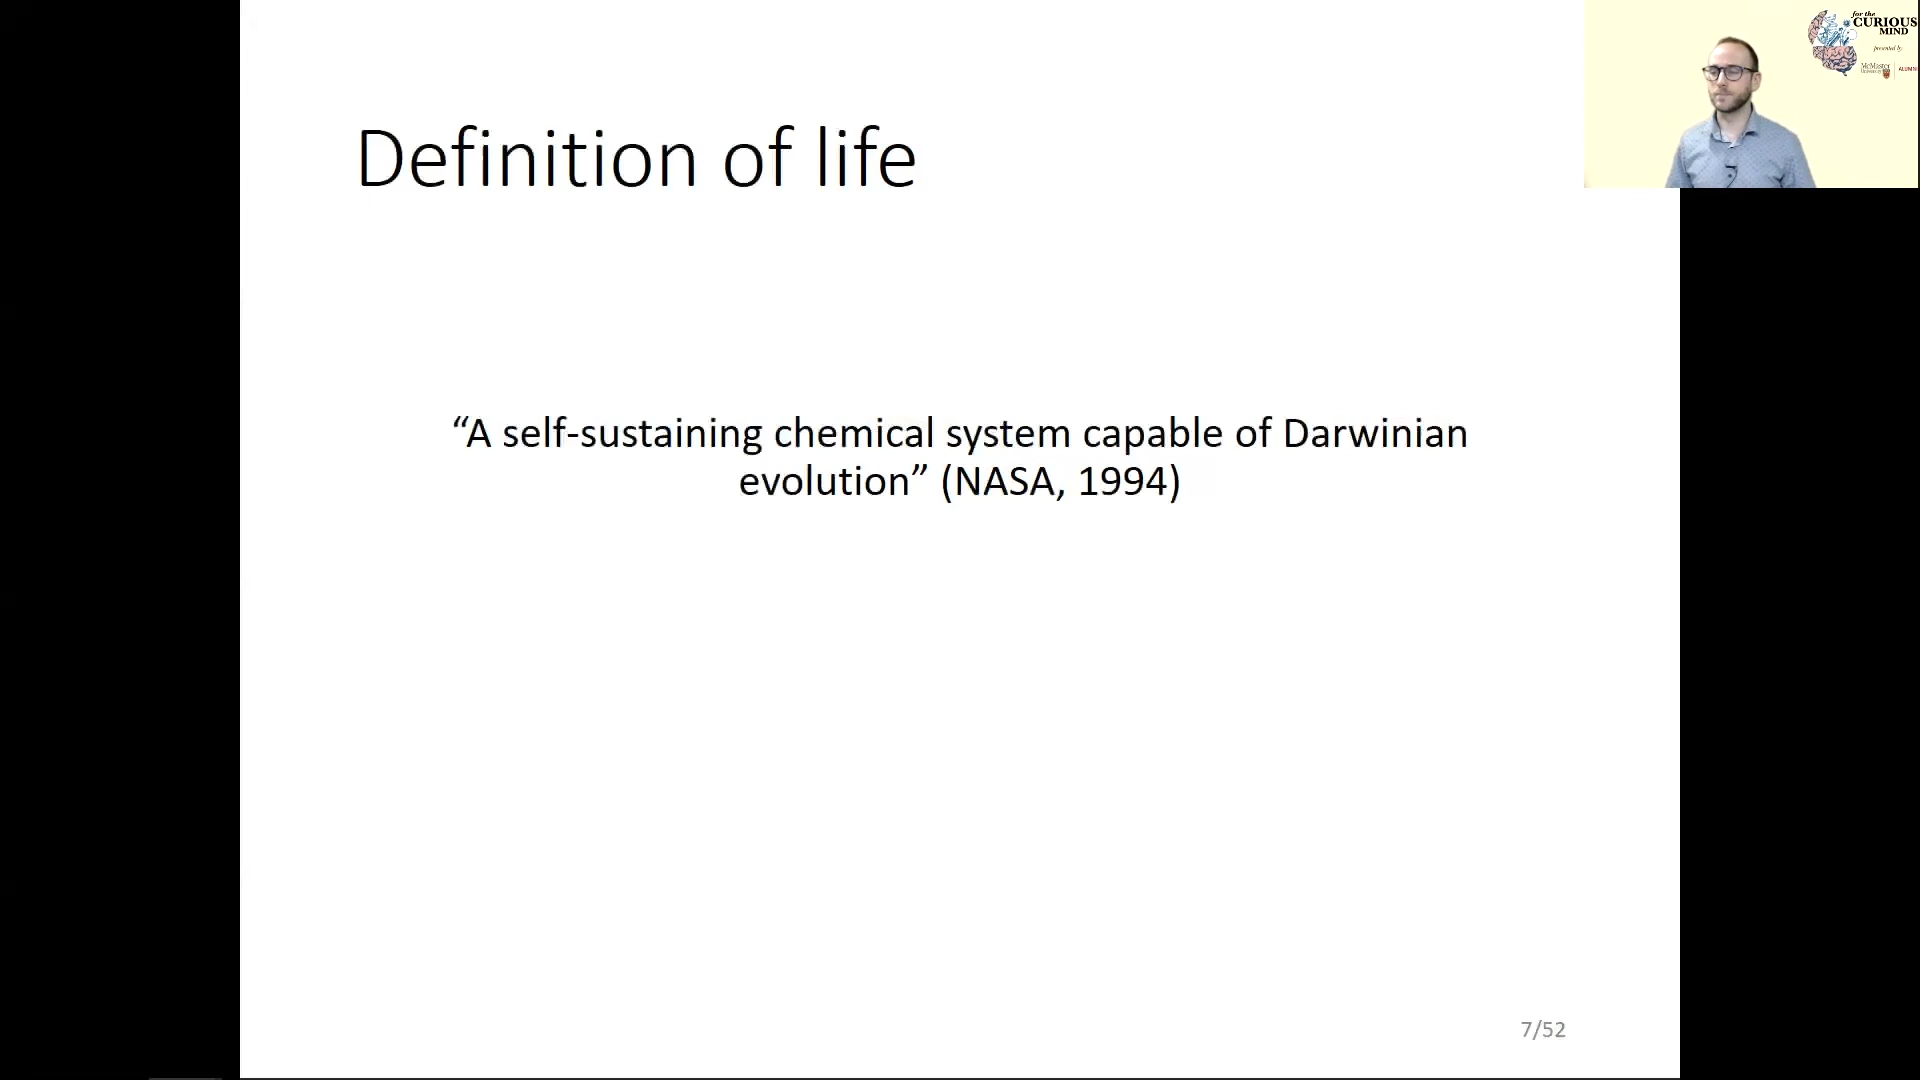 for the
CURIOUS
MIND
presented by
McMaster
University
ALUMNI
Definition of life
“A self-sustaining chemical system capable of Darwinian
evolution” (NASA, 1994)
7/52